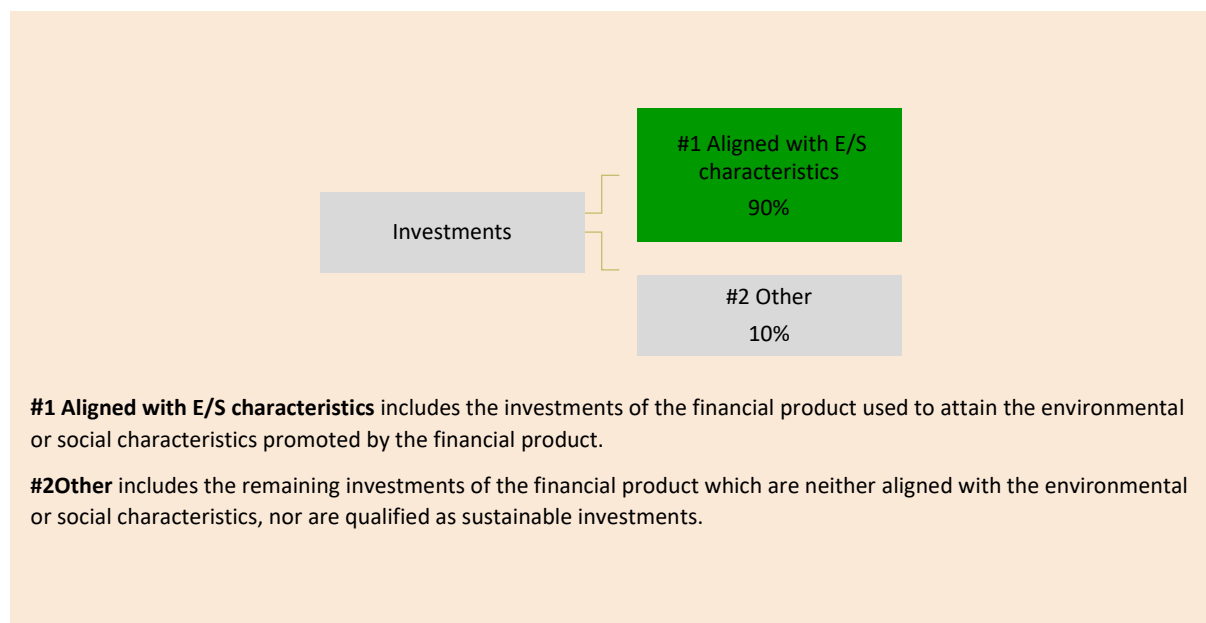 #1 Aligned with E/S
characteristics
90%
Investments
#2 Other
10%
#1 Aligned with E/S characteristics includes the investments of the financial product used to attain the environmental
or social characteristics promoted by the financial product.
#2Other includes the remaining investments of the financial product which are neither aligned with the environmental
or social characteristics, nor are qualified as sustainable investments.